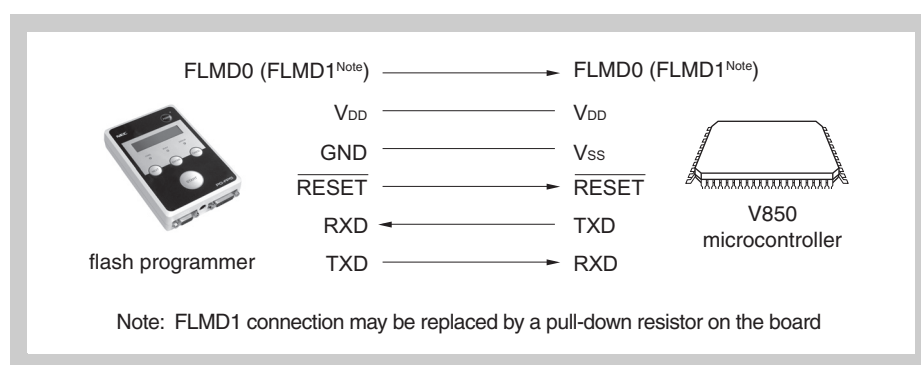 FLMD0 (FLMD1Note) FLMD0 (FLMD1Note)
VDD VDD
GND VSS
RESET RESET
RXD TXD
TXD RXD
NEC
flash programmer
V850
microcontroller
Note: FLMD1 connection may be replaced by a pull-down resistor on the board